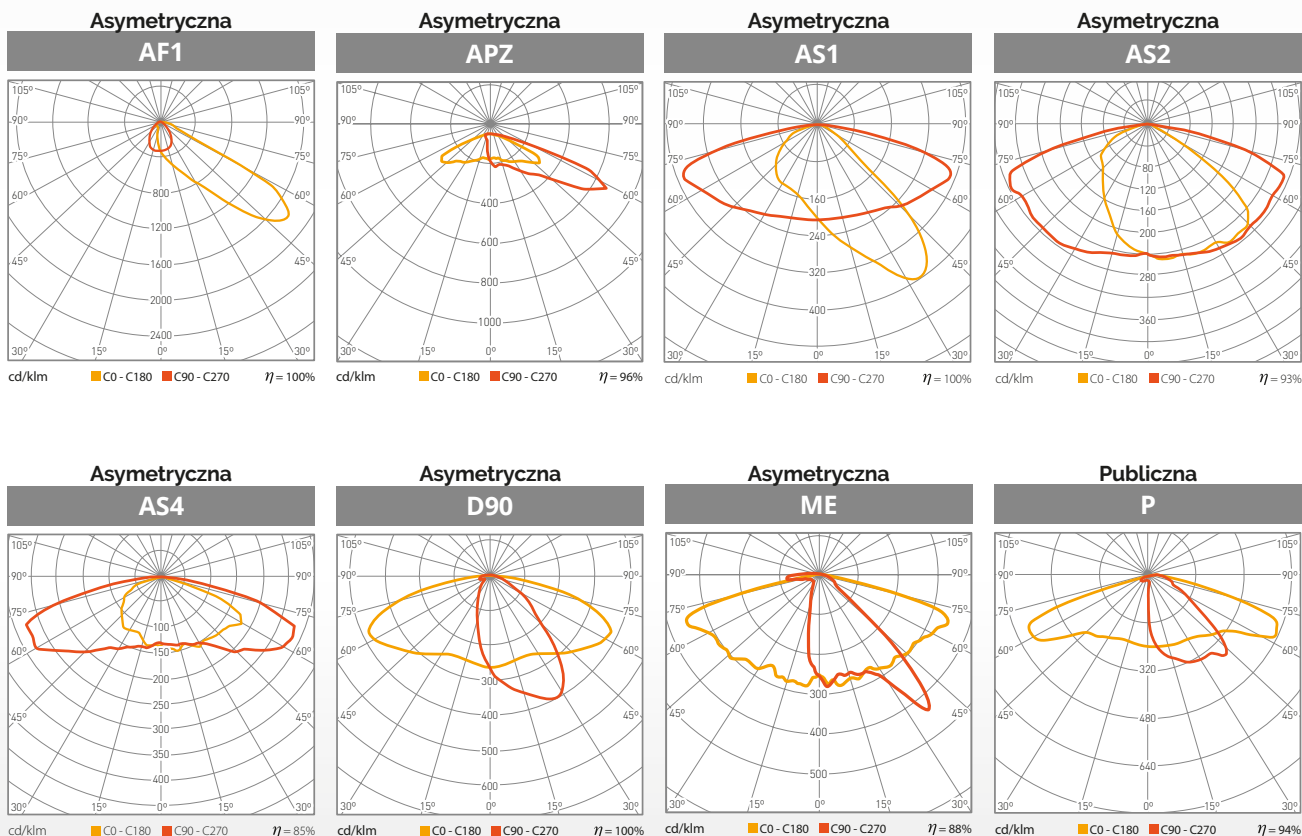 Asymetryczna
AF1
105° 105°
90° 90°
75° 75°
60° 60°
45° 45°
800
1200
1600
2000
2400
30° 15° 0° 15° 30°
cd/klm C0 - C180 C90 - C270 η = 100%
Asymetryczna
APZ
105° 105°
90° 90°
75° 75°
60° 60°
45° 45°
400
600
800
1000
30° 15° 0° 15° 30°
cd/klm C0 - C180 C90 - C270 η = 96%
Asymetryczna
AS1
105° 105°
90° 90°
75° 75°
60° 60°
45° 45°
160
240
320
400
30° 15° 0° 15° 30°
cd/klm C0 - C180 C90 - C270 η = 100%
Asymetryczna
AS2
105° 105°
90° 90°
75° 75°
60° 60°
45° 45°
80
120
160
200
280
360
30° 15° 0° 15° 30°
cd/klm C0 - C180 C90 - C270 η = 93%
Asymetryczna
AS4
105° 105°
90° 90°
75° 75°
60° 60°
45° 45°
100
150
200
250
300
350
400
30° 15° 0° 15° 30°
cd/klm C0 - C180 C90 - C270 η = 85%
Asymetryczna
D90
105° 105°
90° 90°
75° 75°
60° 60°
45° 45°
300
400
500
600
30° 15° 0° 15° 30°
cd/klm C0 - C180 C90 - C270 η = 100%
Asymetryczna
ME
105° 105°
90° 90°
75° 75°
60° 60°
45° 45°
300
400
500
30° 15° 0° 15° 30°
cd/klm C0 - C180 C90 - C270 η = 88%
Publiczna
P
105° 105°
90° 90°
75° 75°
60° 60°
45° 45°
320
480
640
30° 15° 0° 15° 30°
cd/klm C0 - C180 C90 - C270 η = 94%